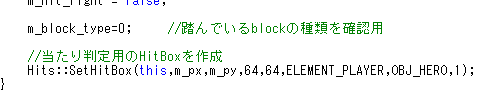 m_hit_right = false;
m_block_type=0;　　//踏んでいるblockの種類を確認用
//当たり判定用のHitBoxを作成
Hits::SetHitBox(this,m_px,m_py,64,64,ELEMENT_PLAYER,OBJ_HERO,1);
}